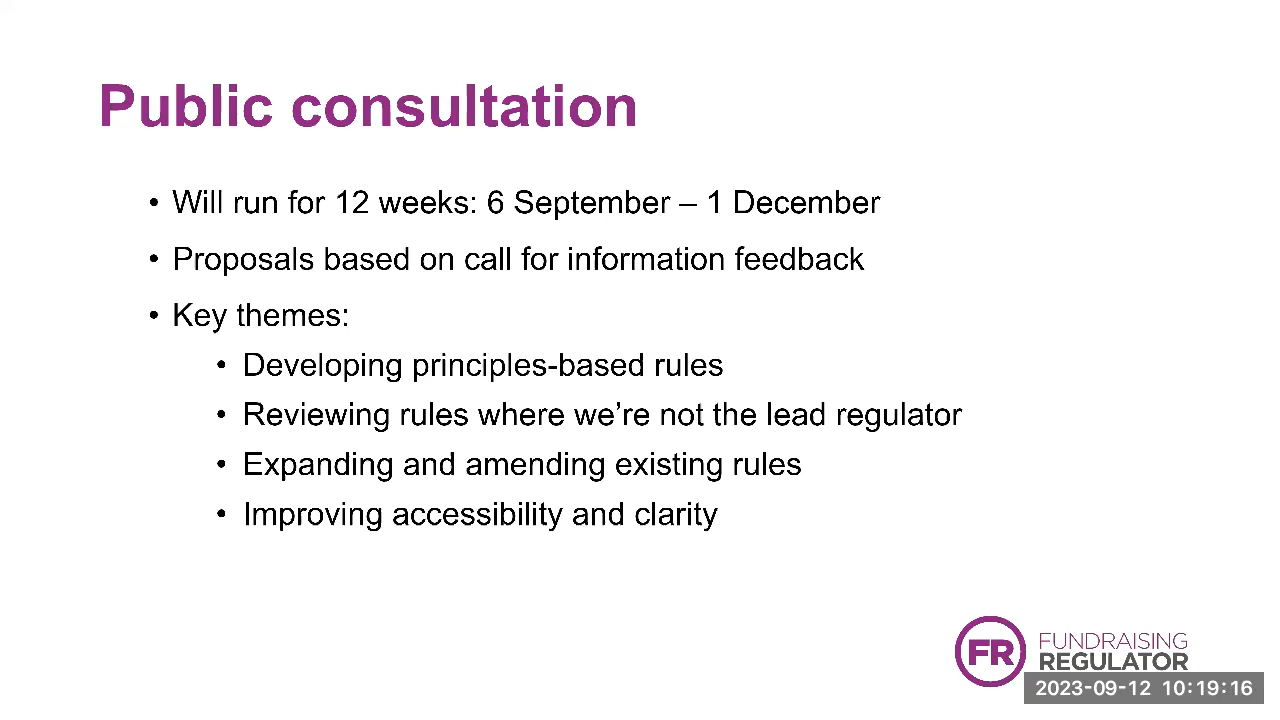 Public consultation
• Will run for 12 weeks: 6 September – 1 December
• Proposals based on call for information feedback
• Key themes:
• Developing principles-based rules
• Reviewing rules where we’re not the lead regulator
• Expanding and amending existing rules
• Improving accessibility and clarity
FR
FUNDRAISING
REGULATOR
2023-09-12 10:19:16